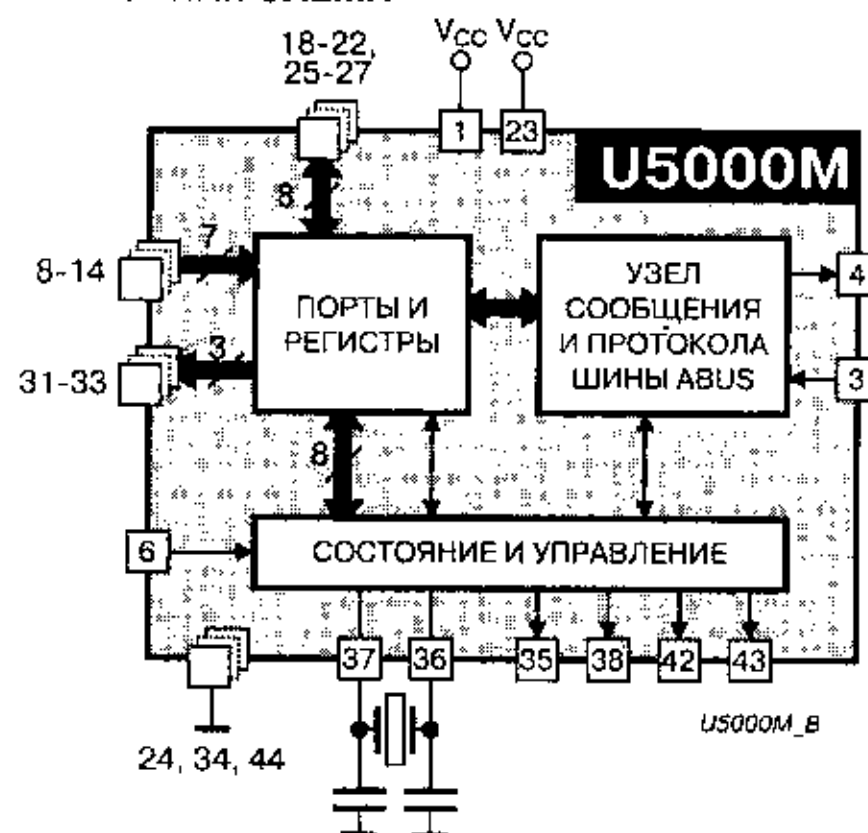 18-22,
25-27
VCC VCC
1 23
U5000M
8
7
8-14
4
ПОРТЫ И
РЕГИСТРЫ
УЗЕЛ
СООБЩЕНИЯ
И ПРОТОКОЛА
ШИНЫ ABUS
3
31-33
3
8
6
СОСТОЯНИЕ И УПРАВЛЕНИЕ
37 36 35 38 42 43
U5000M_B
24, 34, 44